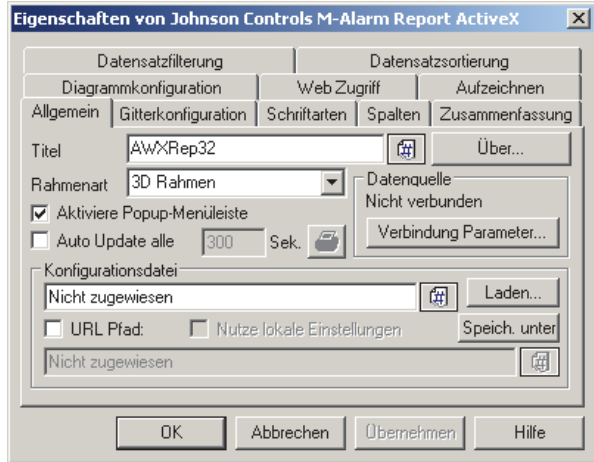 Eigenschaften von Johnson Controls M-Alarm Report ActiveX
Datensatzfilterung Datensatzsortierung
Diagrammkonfiguration Web Zugriff Aufzeichnen
Allgemein Gitterkonfiguration Schriftarten Spalten Zusammenfassung
Titel AWXRep32 Über...
Rahmenart 3D Rahmen Datenquelle
Nicht verbunden
Aktiviere Popup-Menüleiste
Auto Update alle 300 Sek. Verbindung Parameter...
Konfigurationsdatei
Nicht zugewiesen Laden...
URL Pfad: Nutze lokale Einstellungen Speich. unter
Nicht zugewiesen
OK Abbrechen Übernehmen Hilfe